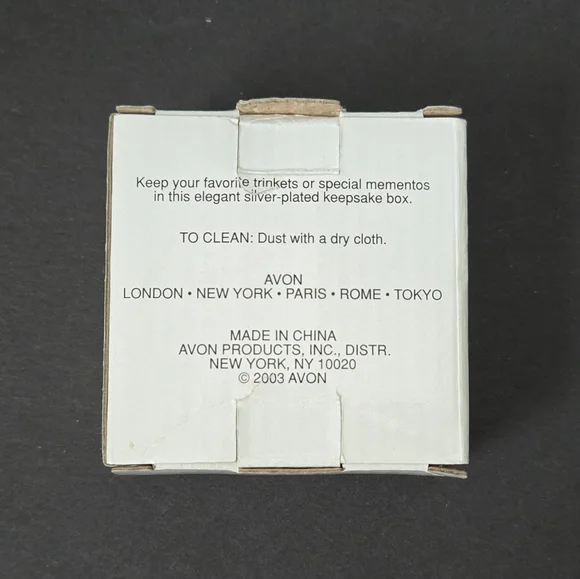 Keep your favorite trinkets or special mementos
in this elegant silver-plated keepsake box.
TO CLEAN: Dust with a dry cloth.
AVON
LONDON • NEW YORK • PARIS • ROME • TOKYO
MADE IN CHINA
AVON PRODUCTS, INC., DISTR.
NEW YORK, NY 10020
© 2003 AVON